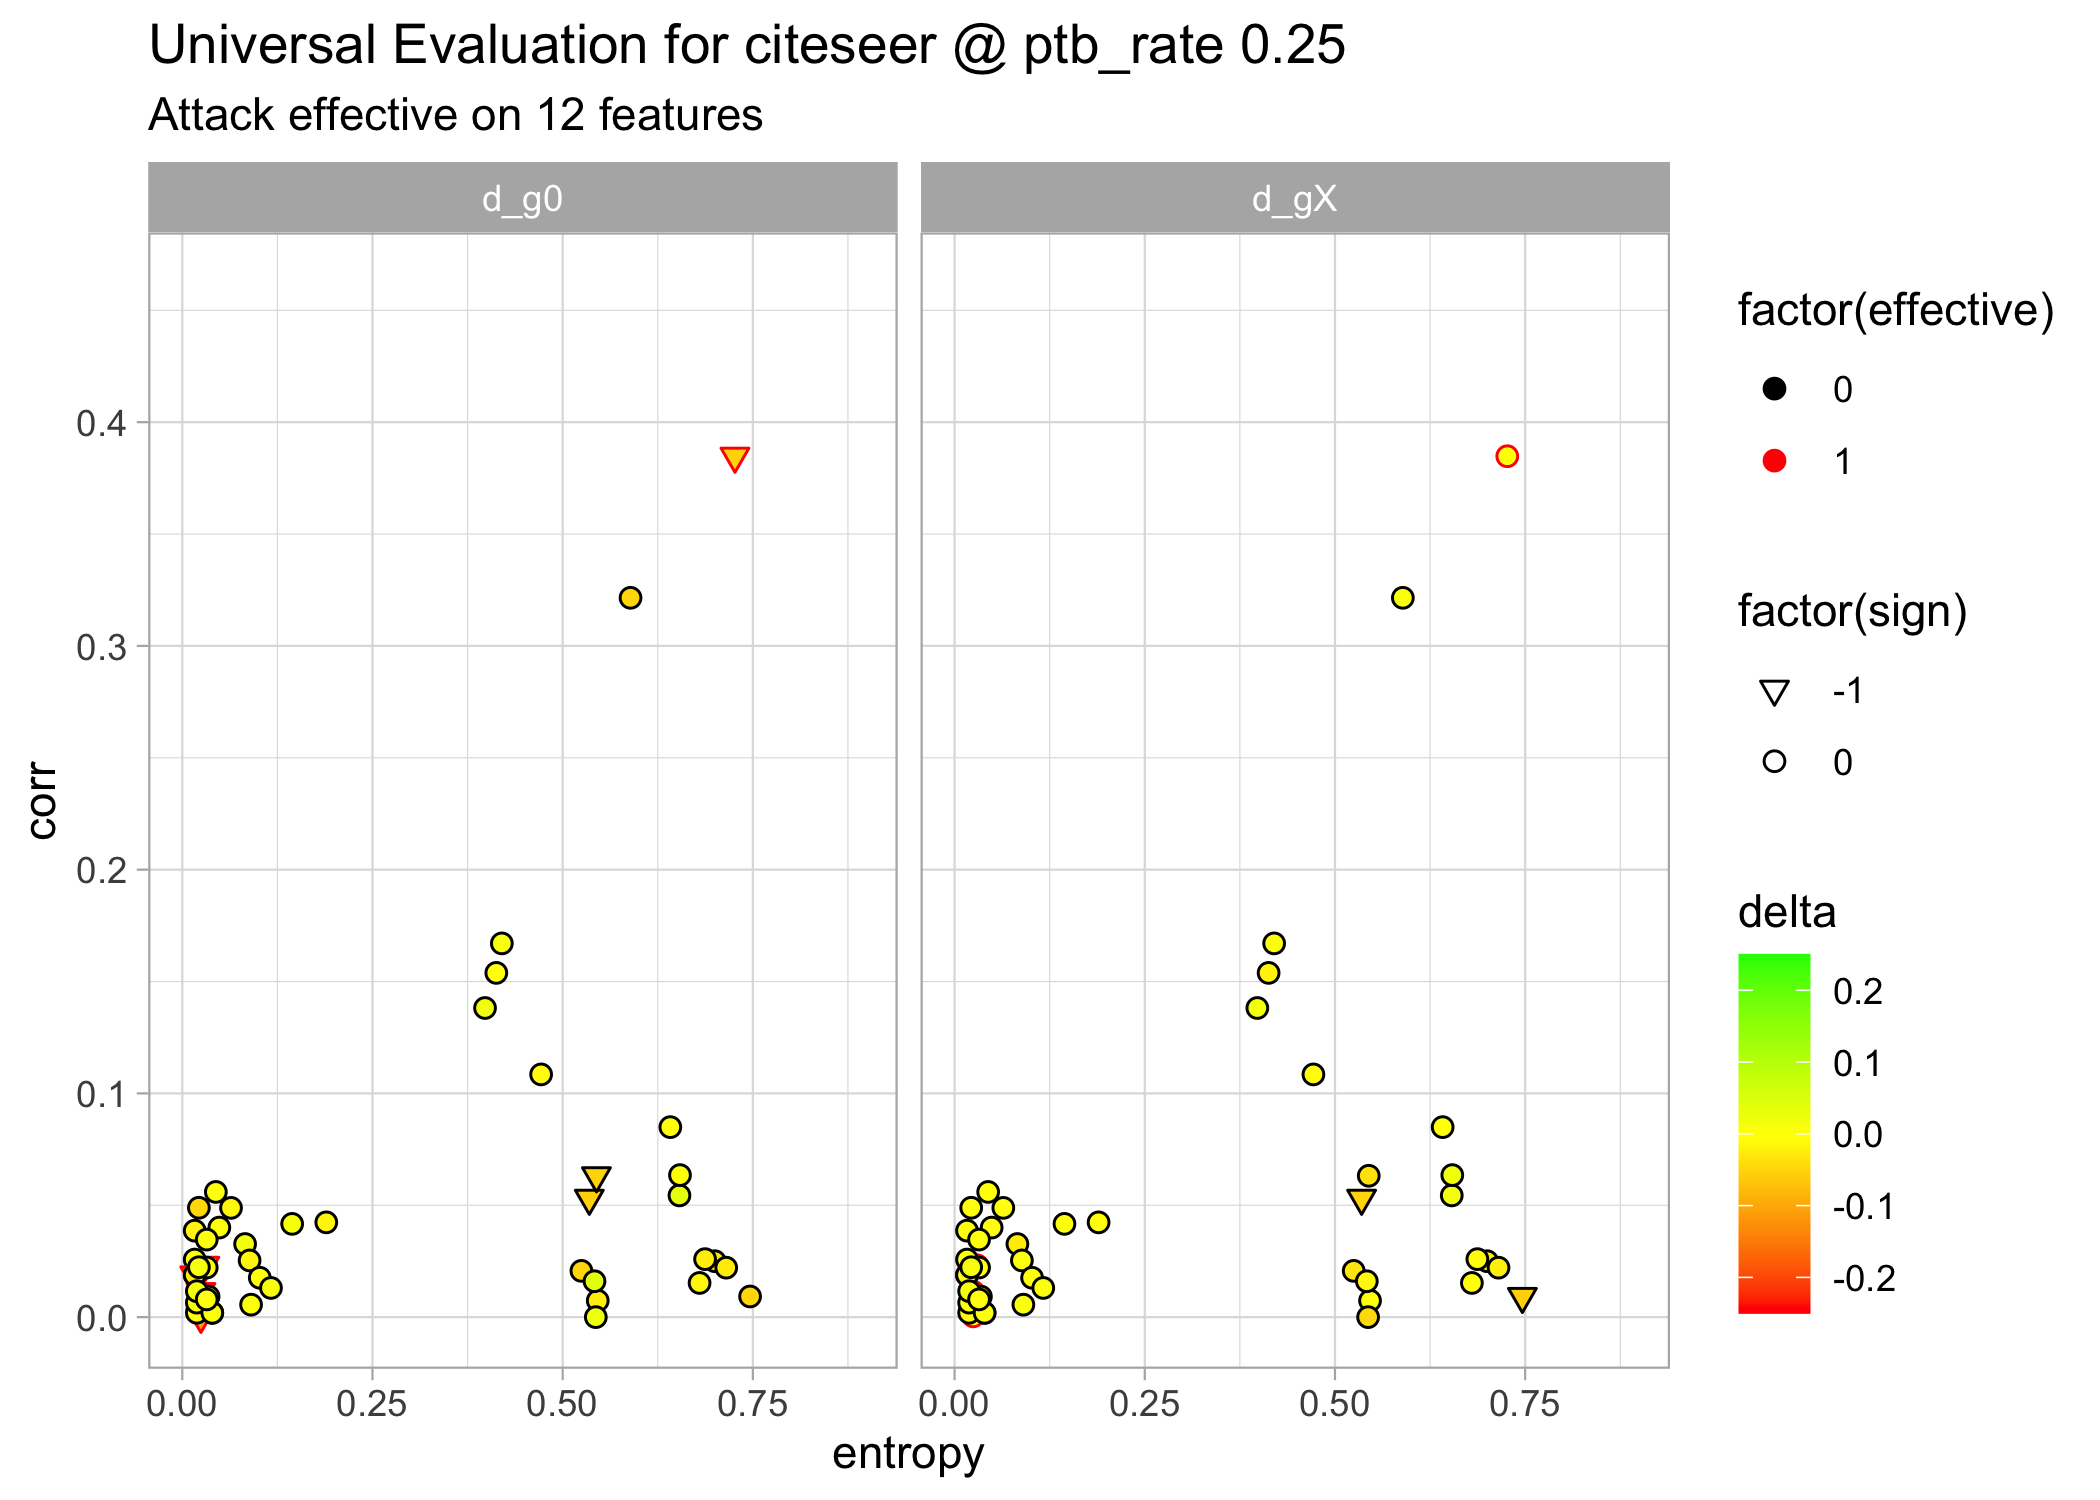 Universal Evaluation for citeseer @ ptb_rate 0.25
Attack effective on 12 features
d_g0
d_gX
corr
0.4
0.3
0.2
0.1
0.0
0.00 0.25 0.50 0.75
0.00 0.25 0.50 0.75
entropy
factor(effective)
0
1
factor(sign)
-1
0
delta
0.2
0.1
0.0
-0.1
-0.2